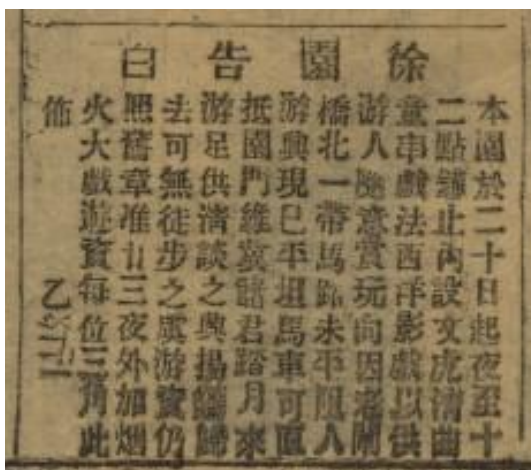 徐園告白
本園於二十日起夜至十
二點鐘止內設文虎清曲
童串戲法西洋影戲以供
游人隨意賞玩向因老閘
橋北一帶馬路未平阻人
游興現已平坦馬車可直
抵園門維冀諸君踏月來
游足供清談之興揚鑣歸
去可無徒步之虞游資仍
照舊章准廿三夜外加烟
火大戲遊資每位三角此
佈
乙